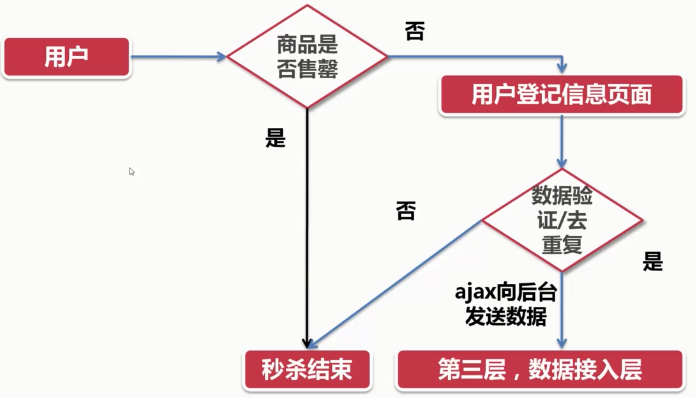 用户
商品是
否售罄
否
用户登记信息页面
是
数据验
证/去
重复
否
是
ajax向后台
发送数据
秒杀结束
第三层，数据接入层